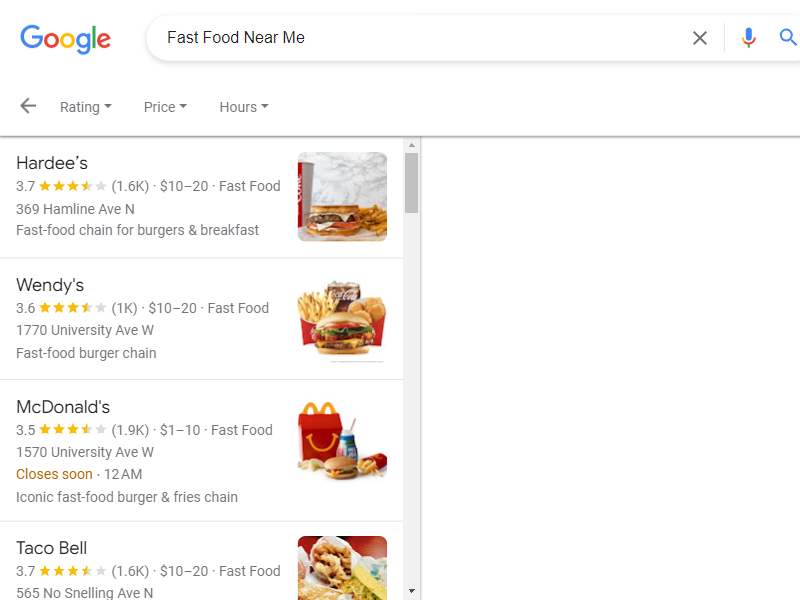 Google
Fast Food Near Me
Rating
Price
Hours
Hardee’s
3.7 (1.6K) · $10–20 · Fast Food
369 Hamline Ave N
Fast-food chain for burgers & breakfast
Wendy's
3.6 (1K) · $10–20 · Fast Food
1770 University Ave W
Fast-food burger chain
McDonald's
3.5 (1.9K) · $1–10 · Fast Food
1570 University Ave W
Closes soon · 12 AM
Iconic fast-food burger & fries chain
Taco Bell
3.7 (1.6K) · $10–20 · Fast Food
565 No Snelling Ave N